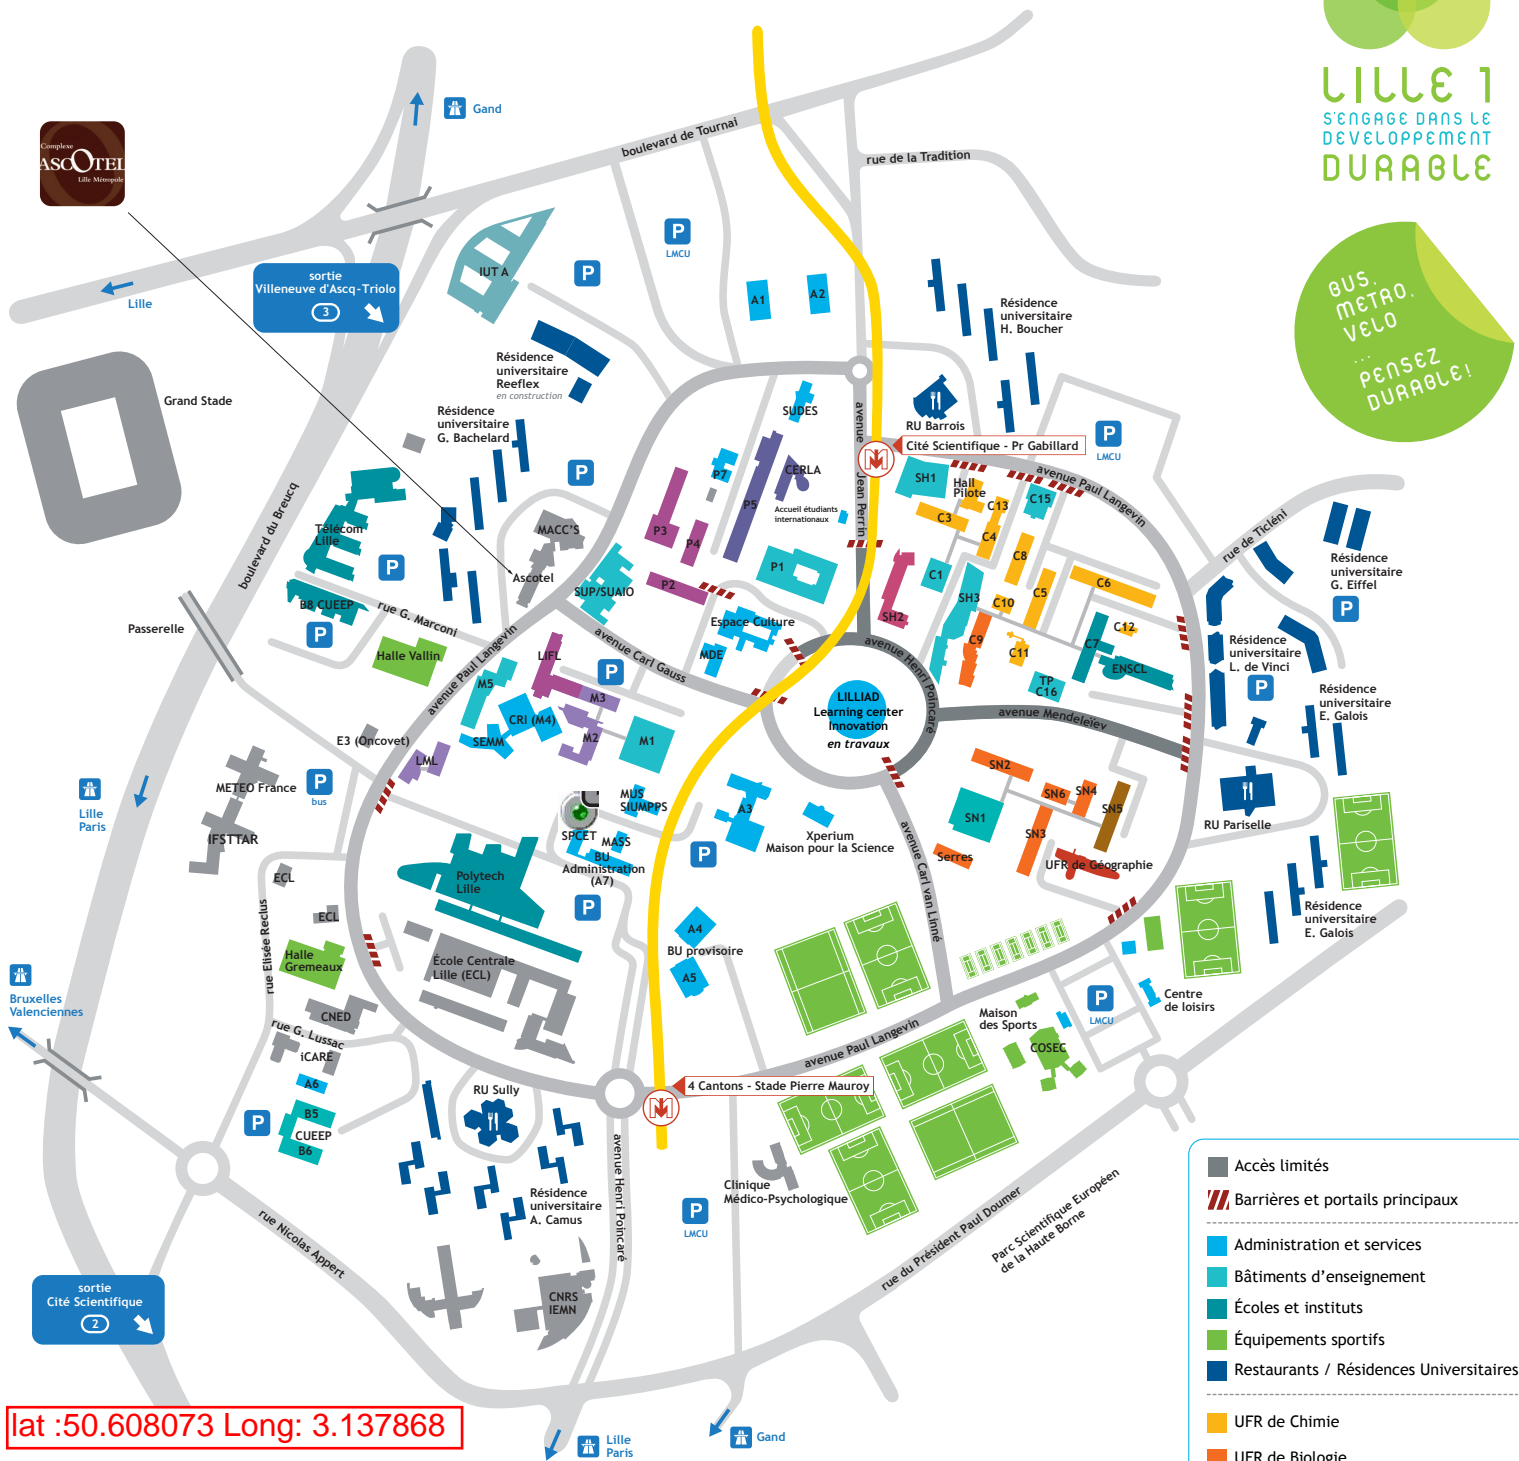 LILLE 1
S'ENGAGE DANS LE
DEVELOPPEMENT
DURABLE
BUS,
METRO,
VELO
...
PENSEZ
DURABLE!
Complexe
ASCOTEL
Lille Métropole
Gand
boulevard de Tournai
rue de la Tradition
P
LMCU
sortie
Villeneuve d'Ascq-Triolo
3
Lille
IUT A
P
A1
A2
Résidence
universitaire
H. Boucher
Résidence
universitaire
Reeflex
en construction
Grand Stade
Résidence
universitaire
G. Bachelard
SUDES
RU Barrois
Cité Scientifique - Pr Gabillard
P
LMCU
avenue Paul Langevin
avenue Jean Perrin
boulevard du Breucq
Télécom
Lille
P
MACC'S
P7
CERLA
P5
P3
P4
Accueil étudiants
internationaux
SH1
Hall
Pilote
C13
C15
C3
C4
C8
rue de Ticléni
Résidence
universitaire
G. Eiffel
P
P
Ascotel
SUP/SUAIO
P2
P1
C1
SH3
SH2
C10
C5
C6
C9
C11
C12
C7
ENSCL
TP
C16
B8 CUEEP
rue G. Marconi
P
Passerelle
Halle Vallin
avenue Paul Langevin
avenue Carl Gauss
Espace Culture
MDE
avenue Henri Poincaré
LIFL
P
M5
M3
CRI (M4)
SEMM
M2
M1
LML
E3 (Oncovet)
LILLIAD
Learning center
Innovation
en travaux
avenue Mendeleïev
Résidence
universitaire
L. de Vinci
P
Résidence
universitaire
E. Galois
METEO France
P
bus
IFSTTAR
Lille
Paris
MUS
SIUMPPS
SPCET
MASS
BU
Administration
(A7)
A3
P
Xperium
Maison pour la Science
SN2
SN6
SN4
SN5
SN1
SN3
Serres
UFR de Géographie
RU Pariselle
avenue Carl van Linné
ECL
ECL
Polytech
Lille
P
A4
BU provisoire
A5
Résidence
universitaire
E. Galois
rue Elisée Reclus
Halle
Gremeaux
École Centrale
Lille (ECL)
Bruxelles
Valenciennes
CNED
rue G. Lussac
iCARE
A6
B5
CUEEP
B6
P
RU Sully
avenue Paul Langevin
Maison
des Sports
COSEC
P
LMCU
Centre
de loisirs
4 Cantons - Stade Pierre Mauroy
Résidence
universitaire
A. Camus
avenue Henri Poincaré
Clinique
Médico-Psychologique
P
LMCU
rue du Président Paul Doumer
Parc Scientifique Européen
de la Haute Borne
rue Nicolas Appert
CNRS
IEMN
sortie
Cité Scientifique
2
lat :50.608073 Long: 3.137868
Lille
Paris
Gand
Accès limités
Barrières et portails principaux
Administration et services
Bâtiments d'enseignement
Écoles et instituts
Équipements sportifs
Restaurants / Résidences Universitaires
UFR de Chimie
UFR de Biologie